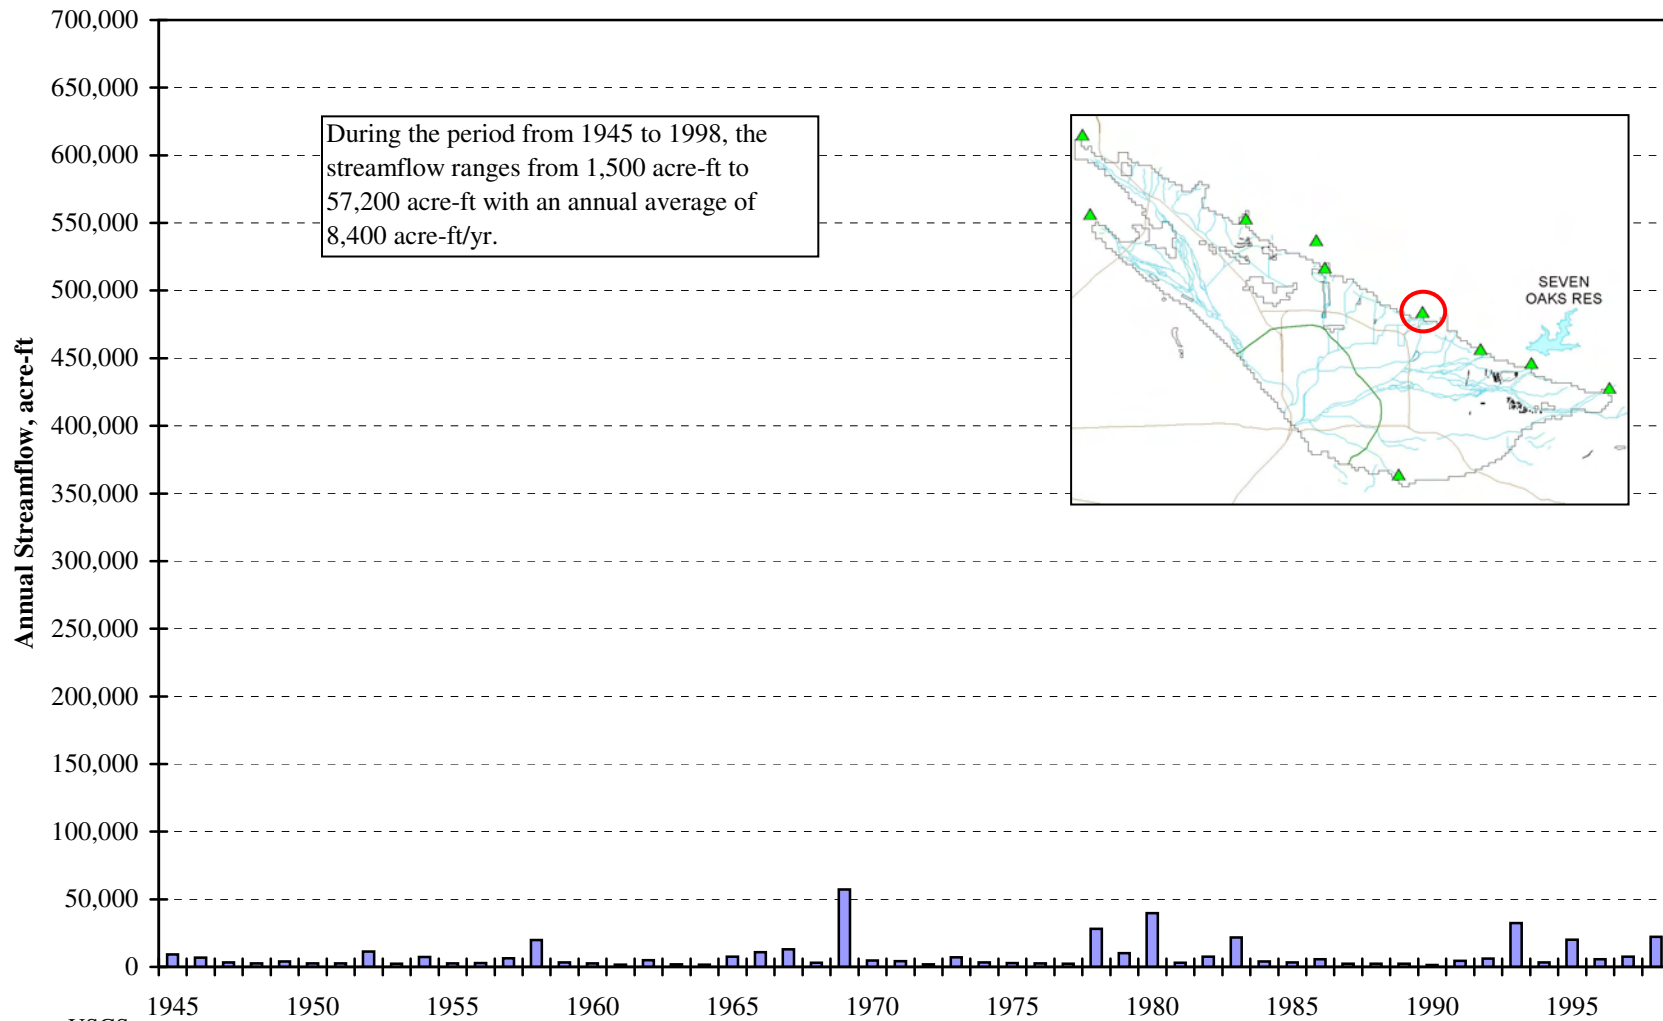 700,000
650,000
600,000
550,000
500,000
450,000
400,000
350,000
300,000
250,000
200,000
150,000
100,000
50,000
0
Annual Streamflow, acre-ft
During the period from 1945 to 1998, the
streamflow ranges from 1,500 acre-ft to
57,200 acre-ft with an annual average of
8,400 acre-ft/yr.
SEVEN
OAKS RES
1945 1950 1955 1960 1965 1970 1975 1980 1985 1990 1995